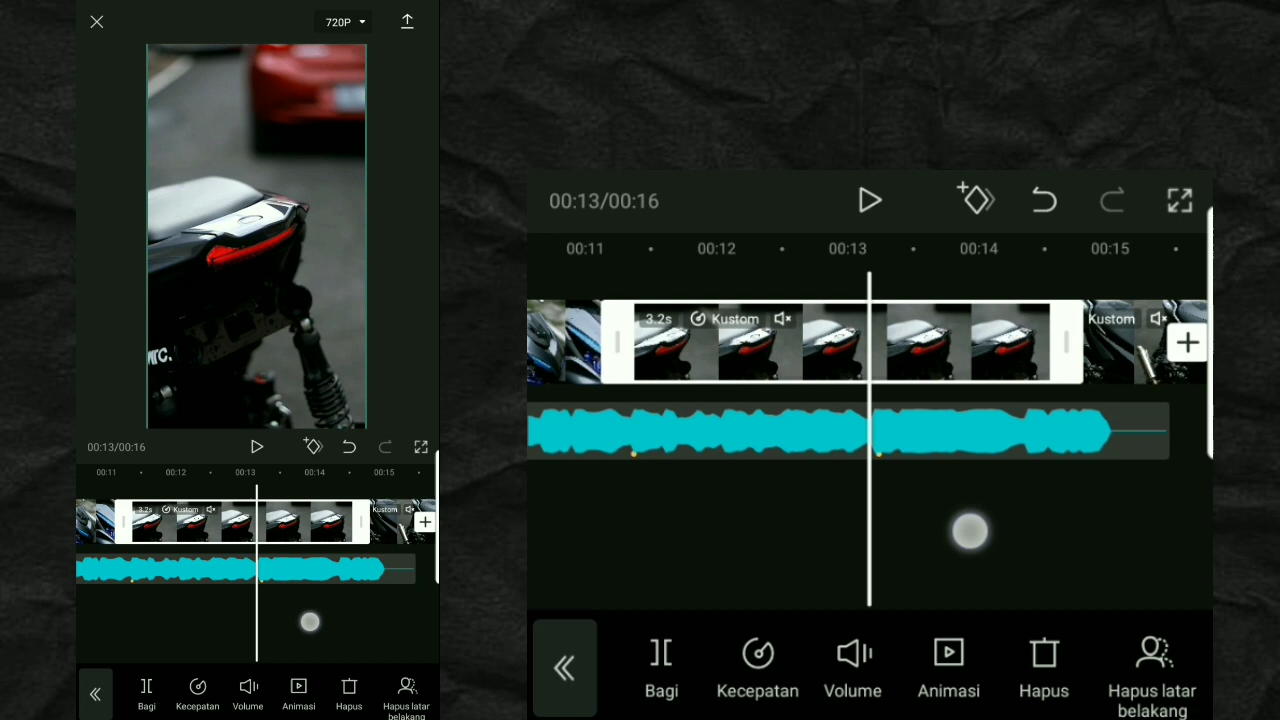 720P
00:13/00:16
00:11 00:12 00:13 00:14 00:15
3.2s Kustom Kustom
Bagi Kecepatan Volume Animasi Hapus Hapus latar
belakang
00:13/00:16
00:11 00:12 00:13 00:14 00:15
3.2s Kustom Kustom
Bagi Kecepatan Volume Animasi Hapus Hapus latar
belakang